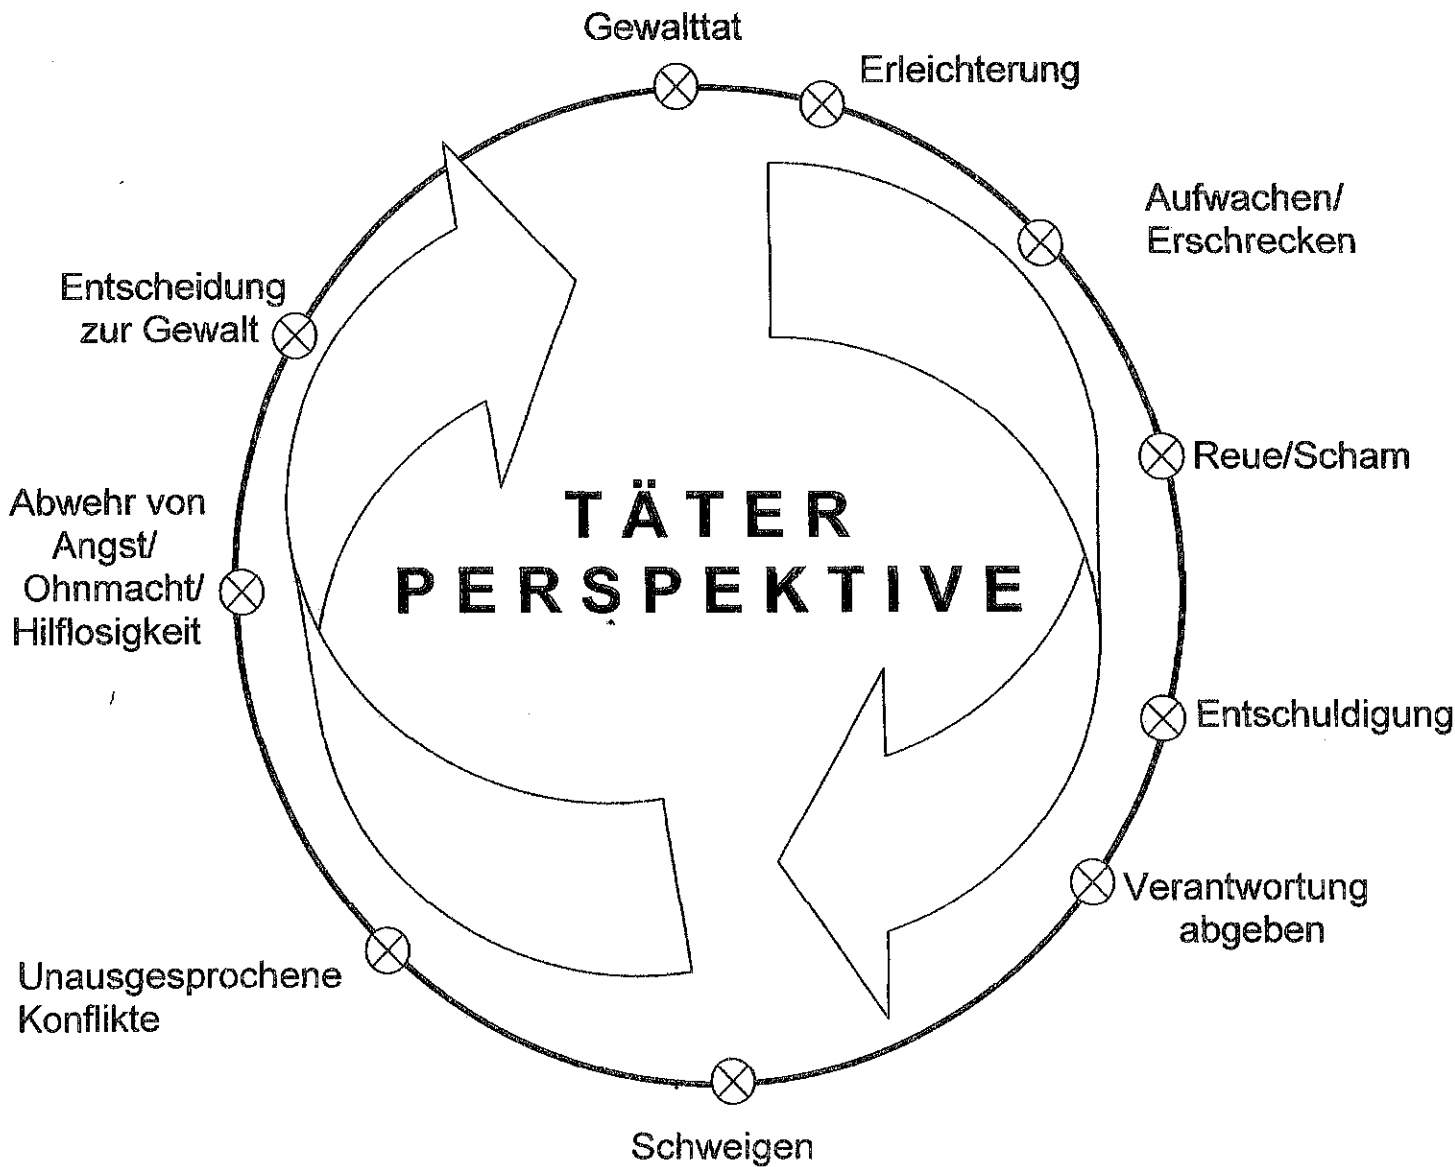 Gewalttat
Erleichterung
Aufwachen/
Erschrecken
Reue/Scham
Entschuldigung
Verantwortung
abgeben
Schweigen
Unausgesprochene
Konflikte
Abwehr von
Angst/
Ohnmacht/
Hilflosigkeit
Entscheidung
zur Gewalt
TÄTER
PERSPEKTIVE